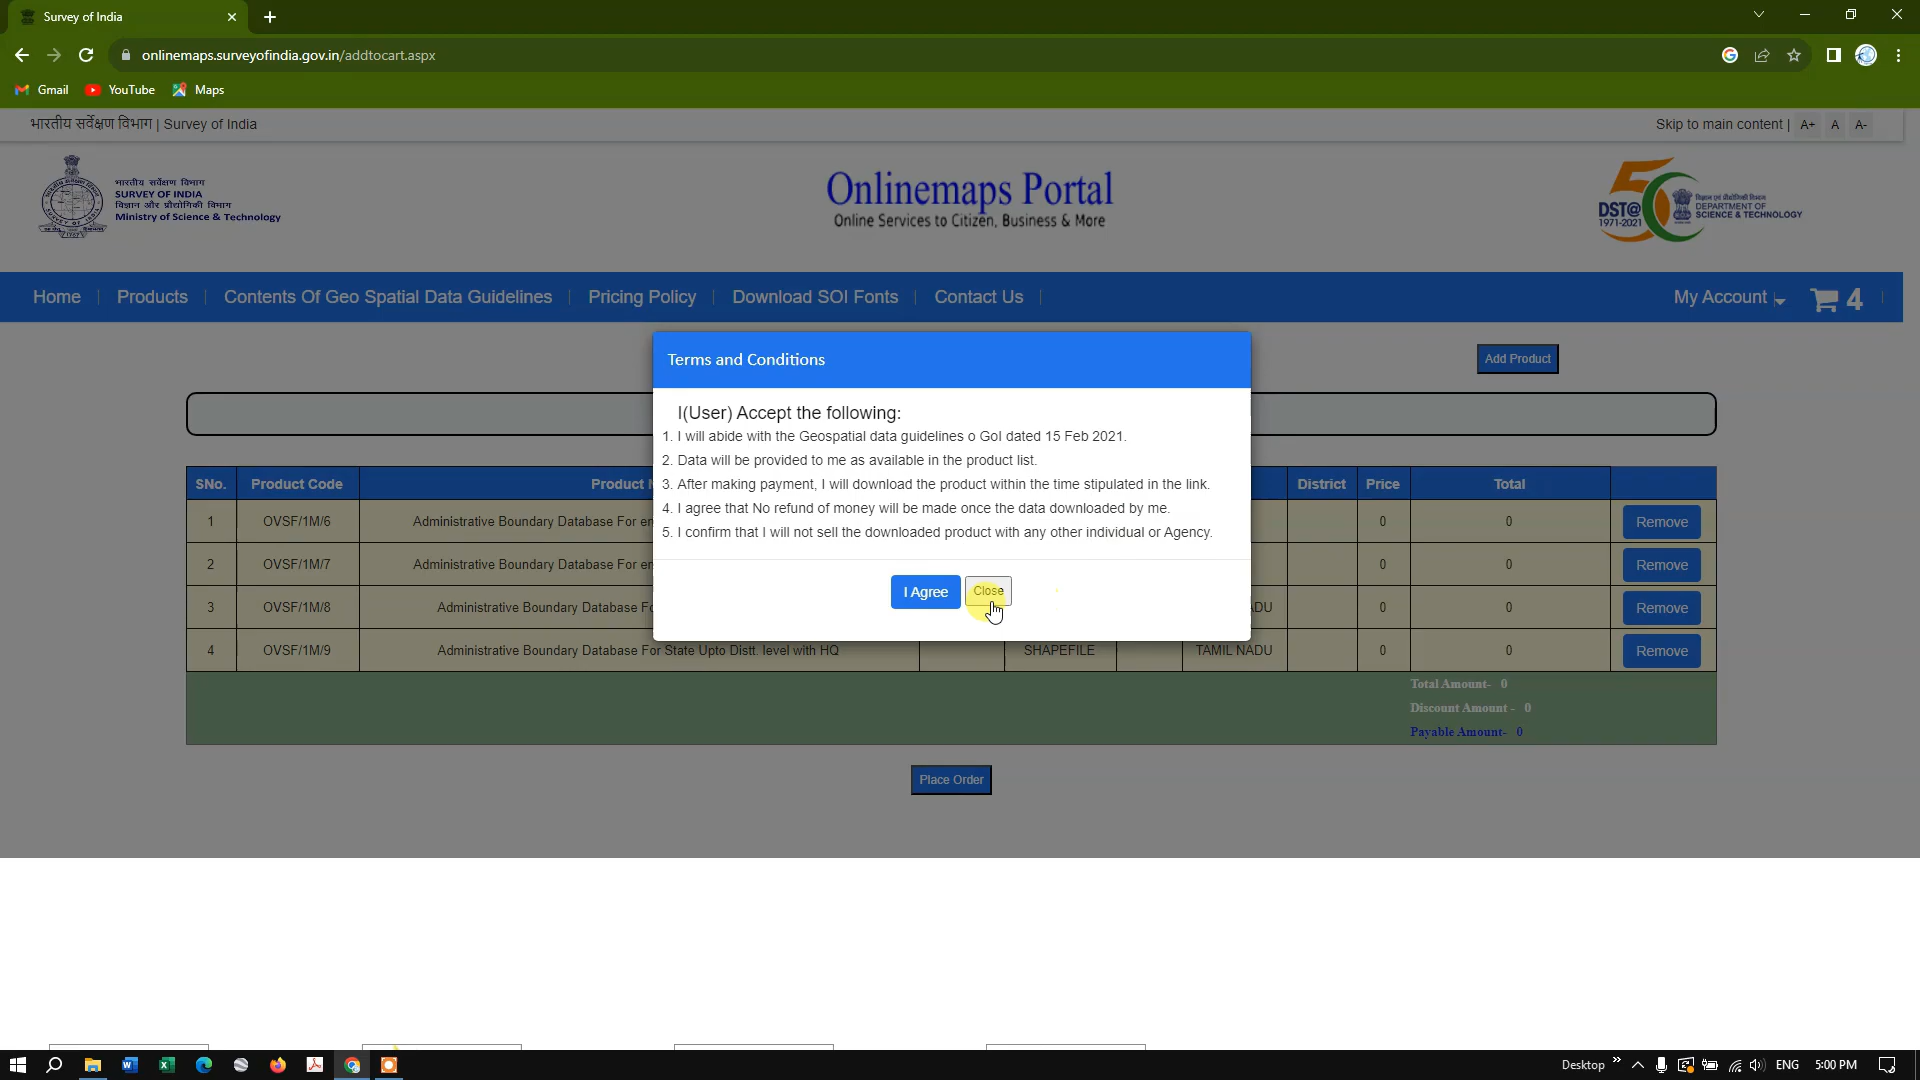 Survey of India
onlinemaps.surveyofindia.gov.in/addtocart.aspx
Gmail YouTube Maps
भारतीय सर्वेक्षण विभाग | Survey of India
Skip to main content | A+ A A-
भारतीय सर्वेक्षण विभाग
SURVEY OF INDIA
विज्ञान और प्रौद्योगिकी विभाग
Ministry of Science & Technology
Onlinemaps Portal
Online Services to Citizen, Business & More
DST@
1971-2021
विज्ञान एवं प्रौद्योगिकी विभाग
DEPARTMENT OF
SCIENCE & TECHNOLOGY
Home Products Contents Of Geo Spatial Data Guidelines Pricing Policy Download SOI Fonts Contact Us My Account 4
Add Product
Terms and Conditions
I(User) Accept the following:
1. I will abide with the Geospatial data guidelines o GoI dated 15 Feb 2021.
2. Data will be provided to me as available in the product list.
3. After making payment, I will download the product within the time stipulated in the link.
4. I agree that No refund of money will be made once the data downloaded by me.
5. I confirm that I will not sell the downloaded product with any other individual or Agency.
I Agree Close
SNo. Product Code Product District Price Total
1 OVSF/1M/6 Administrative Boundary Database For 0 0 Remove
2 OVSF/1M/7 Administrative Boundary Database For 0 0 Remove
3 OVSF/1M/8 Administrative Boundary Database 0 0 Remove
4 OVSF/1M/9 Administrative Boundary Database For State Upto Distt. level with HQ SHAPEFILE TAMIL NADU 0 0 Remove
Total Amount- 0
Discount Amount - 0
Payable Amount- 0
Place Order
Desktop ENG 5:00 PM